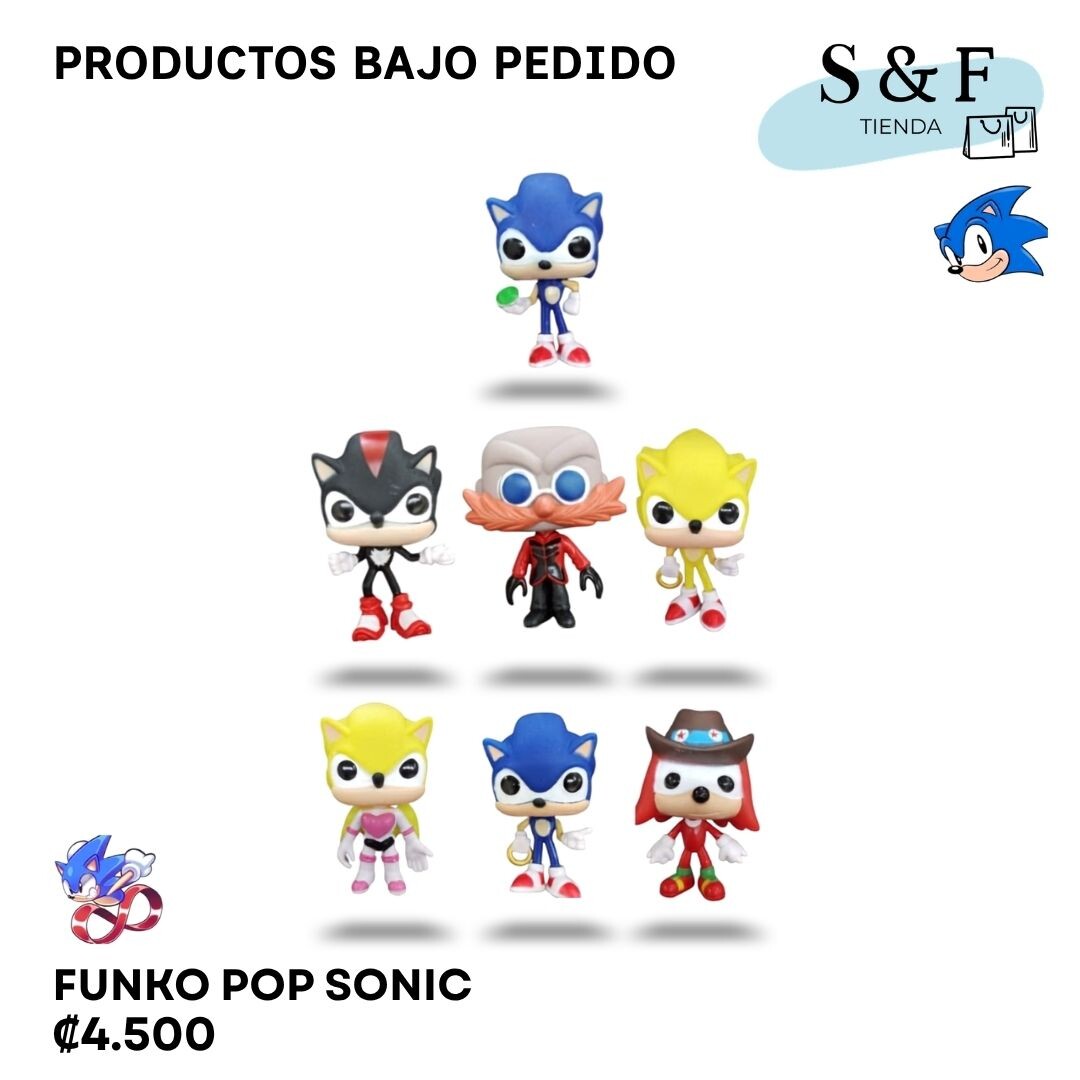 PRODUCTOS BAJO PEDIDO
S & F
TIENDA
FUNKO POP SONIC
₡4.500